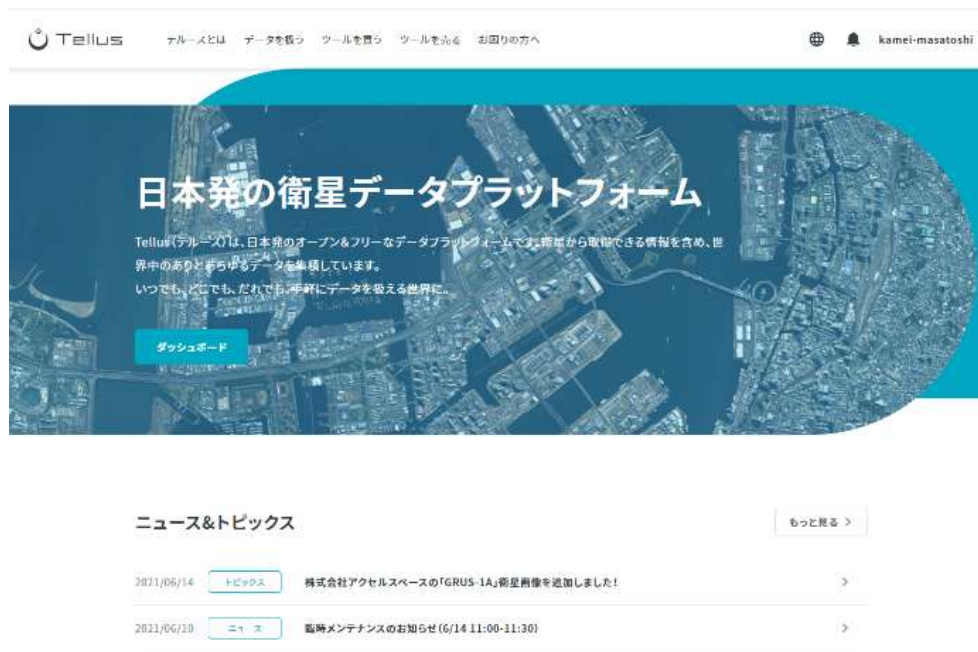 Tellus
テルースとは データを扱う ツールを買う ツールを売る お困りの方へ
kamei-masatoshi
日本発の衛星データプラットフォーム
Tellus(テルース)は、日本発のオープン&フリーなデータプラットフォームです。衛星から取得できる情報を含め、世
界中のありとあらゆるデータを集積しています。
いつでも、どこでも、だれでも、手軽にデータを扱える世界に。
ダッシュボード
ニュース&トピックス
もっと見る
2021/06/14 トピックス 株式会社アクセルスペースの「GRUS-1A」衛星画像を追加しました!
2021/06/10 ニュース 臨時メンテナンスのお知らせ(6/14 11:00-11:30)